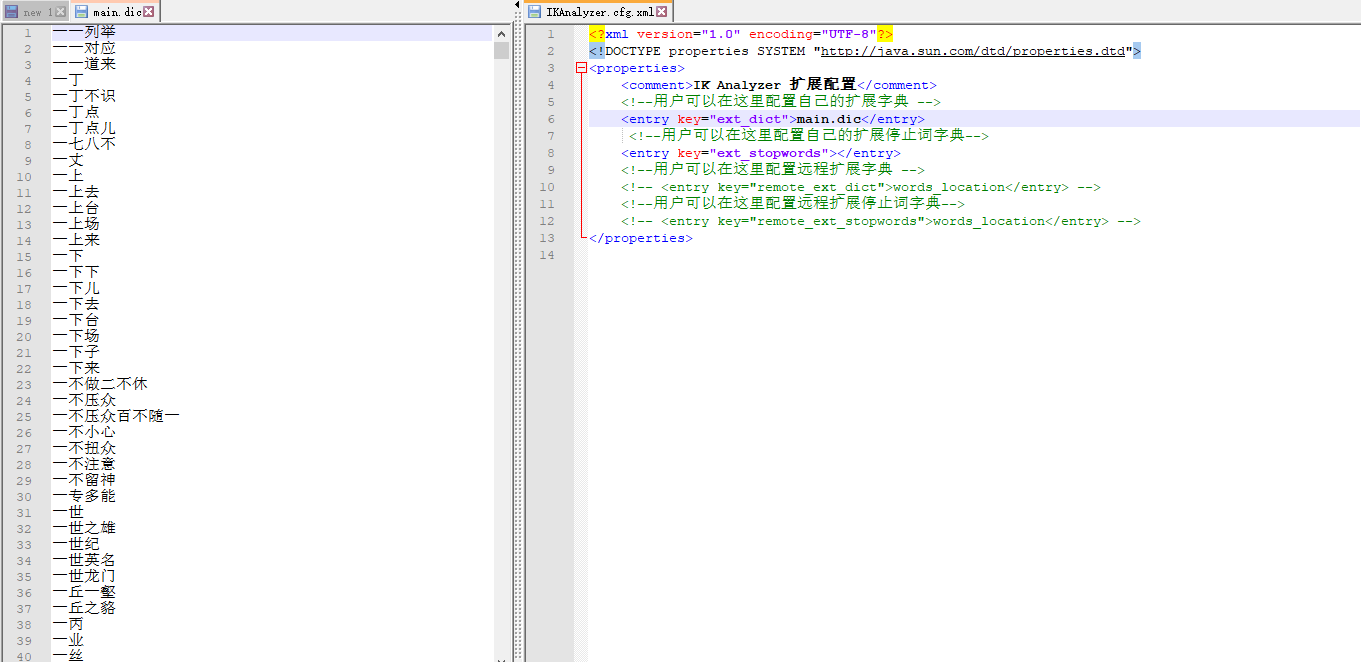 new 1
main.dic
1 一一列举
2 一一对应
3 一一道来
4 一丁
5 一丁不识
6 一丁点
7 一丁点儿
8 一七八不
9 一丈
10 一上
11 一上去
12 一上台
13 一上场
14 一上来
15 一下
16 一下下
17 一下儿
18 一下去
19 一下台
20 一下场
21 一下子
22 一下来
23 一不做二不休
24 一不压众
25 一不压众百不随一
26 一不小心
27 一不扭众
28 一不注意
29 一不留神
30 一专多能
31 一世
32 一世之雄
33 一世纪
34 一世英名
35 一世龙门
36 一丘一壑
37 一丘之貉
38 一丙
39 一业
40 一丝
IKAnalyzer.cfg.xml
1 <?xml version="1.0" encoding="UTF-8"?>
2 <!DOCTYPE properties SYSTEM "http://java.sun.com/dtd/properties.dtd">
3 <properties>
4 <comment>IK Analyzer 扩展配置</comment>
5 <!--用户可以在这里配置自己的扩展字典 -->
6 <entry key="ext_dict">main.dic</entry>
7 <!--用户可以在这里配置自己的扩展停止词字典-->
8 <entry key="ext_stopwords"></entry>
9 <!--用户可以在这里配置远程扩展字典 -->
10 <!-- <entry key="remote_ext_dict">words_location</entry> -->
11 <!--用户可以在这里配置远程扩展停止词字典-->
12 <!-- <entry key="remote_ext_stopwords">words_location</entry> -->
13 </properties>
14